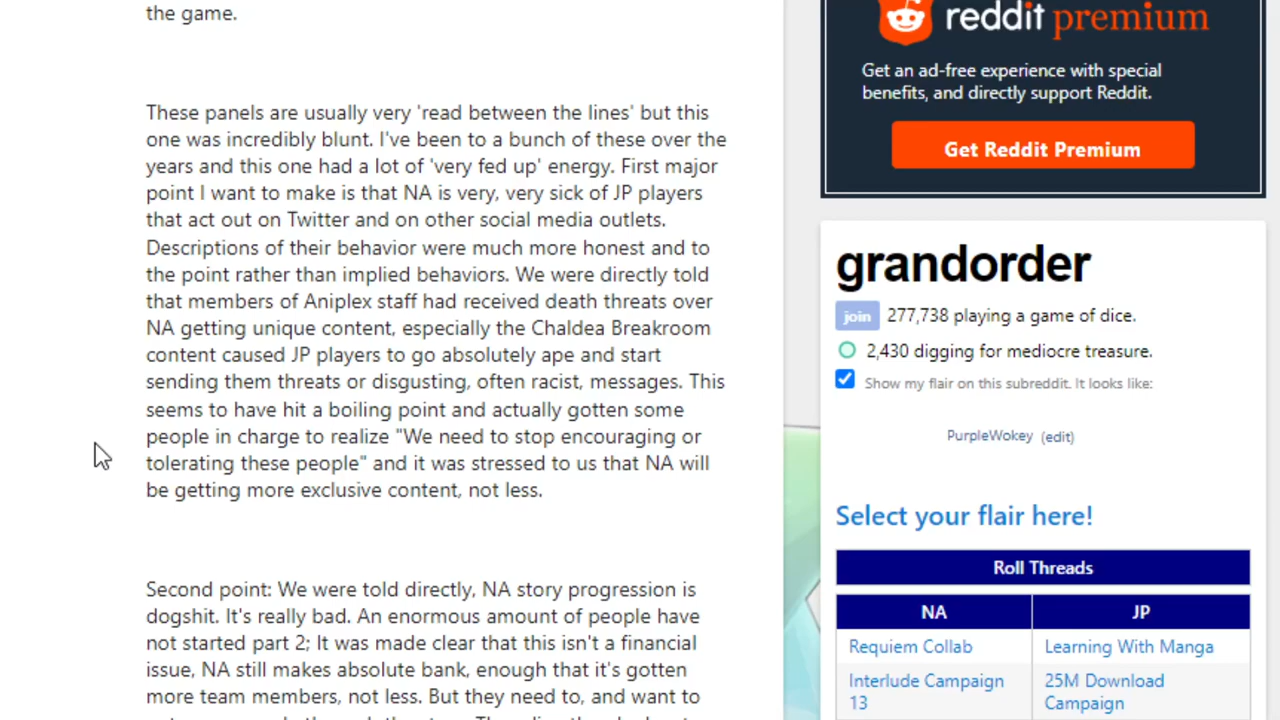 the game.
These panels are usually very 'read between the lines' but this
one was incredibly blunt. I've been to a bunch of these over the
years and this one had a lot of 'very fed up' energy. First major
point I want to make is that NA is very, very sick of JP players
that act out on Twitter and on other social media outlets.
Descriptions of their behavior were much more honest and to
the point rather than implied behaviors. We were directly told
that members of Aniplex staff had received death threats over
NA getting unique content, especially the Chaldea Breakroom
content caused JP players to go absolutely ape and start
sending them threats or disgusting, often racist, messages. This
seems to have hit a boiling point and actually gotten some
people in charge to realize "We need to stop encouraging or
tolerating these people" and it was stressed to us that NA will
be getting more exclusive content, not less.
Second point: We were told directly, NA story progression is
dogshit. It's really bad. An enormous amount of people have
not started part 2; It was made clear that this isn't a financial
issue, NA still makes absolute bank, enough that it's gotten
more team members, not less. But they need to, and want to
reddit premium
Get an ad-free experience with special
benefits, and directly support Reddit.
Get Reddit Premium
grandorder
join 277,738 playing a game of dice.
2,430 digging for mediocre treasure.
Show my flair on this subreddit. It looks like:
PurpleWokey (edit)
Select your flair here!
Roll Threads
NA JP
Requiem Collab Learning With Manga
Interlude Campaign 25M Download
13 Campaign